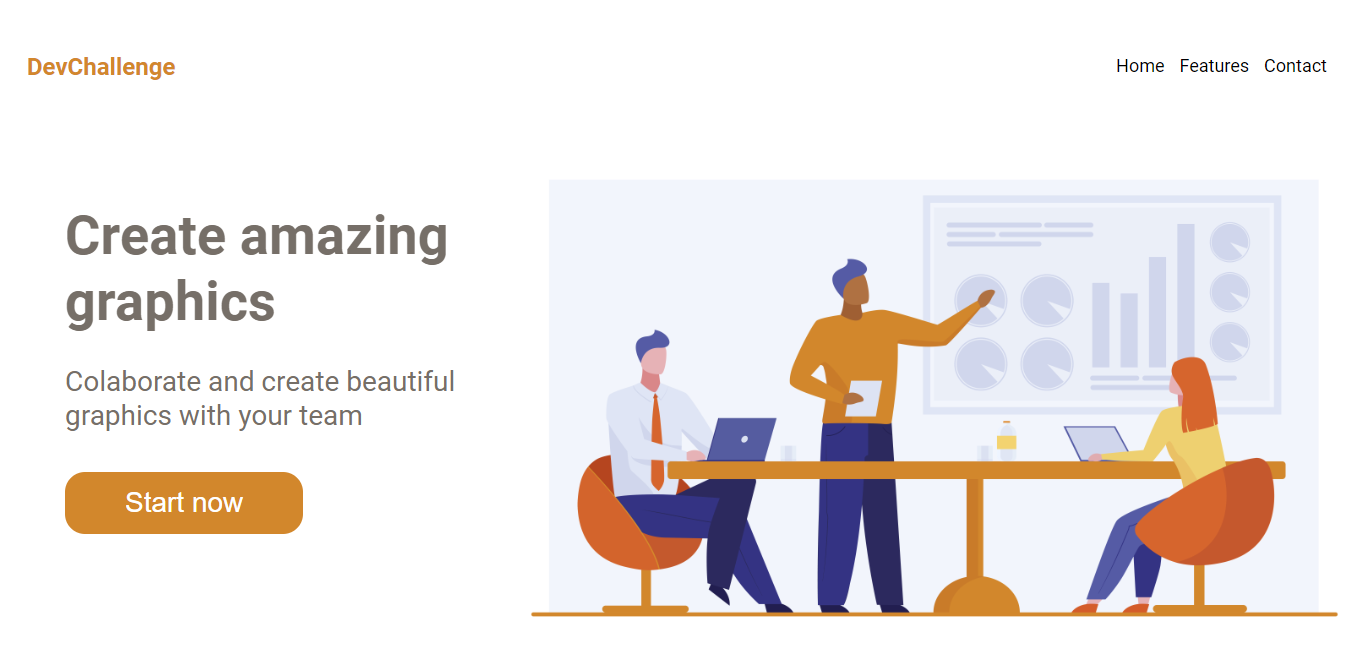 DevChallenge
Home Features Contact
Create amazing
graphics
Colaborate and create beautiful
graphics with your team
Start now